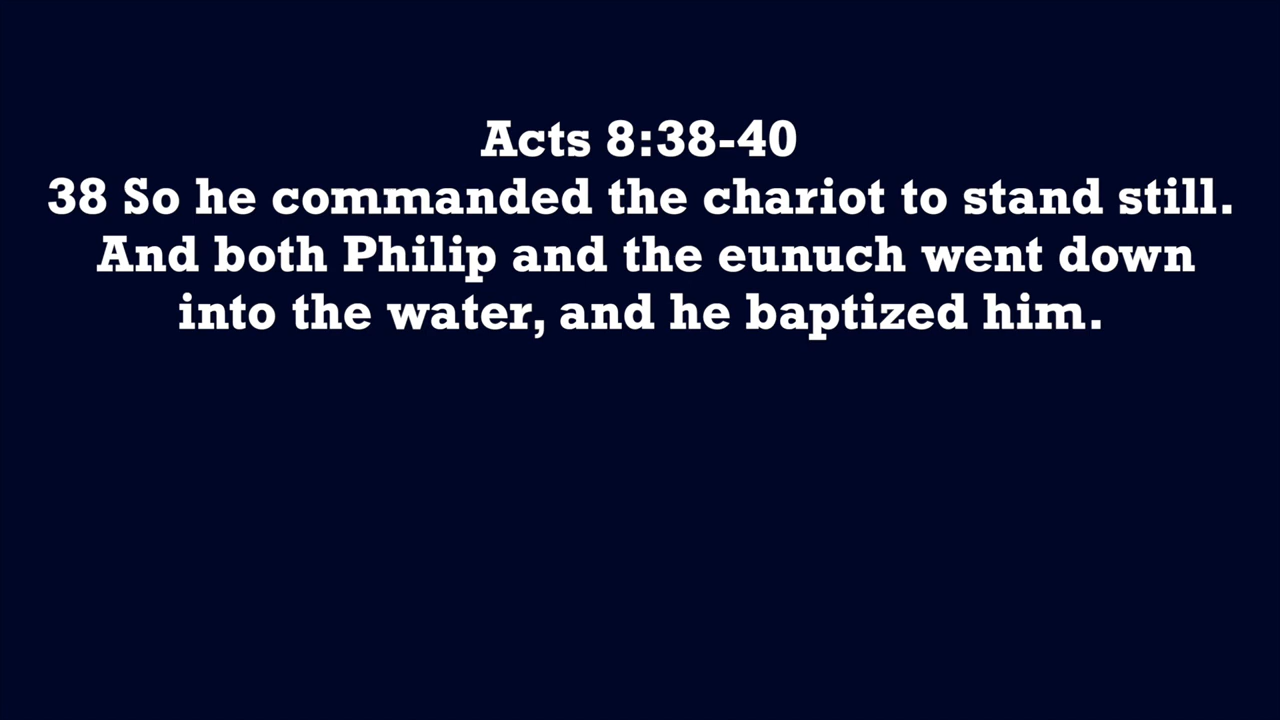 Acts 8:38-40
38 So he commanded the chariot to stand still.
And both Philip and the eunuch went down
into the water, and he baptized him.